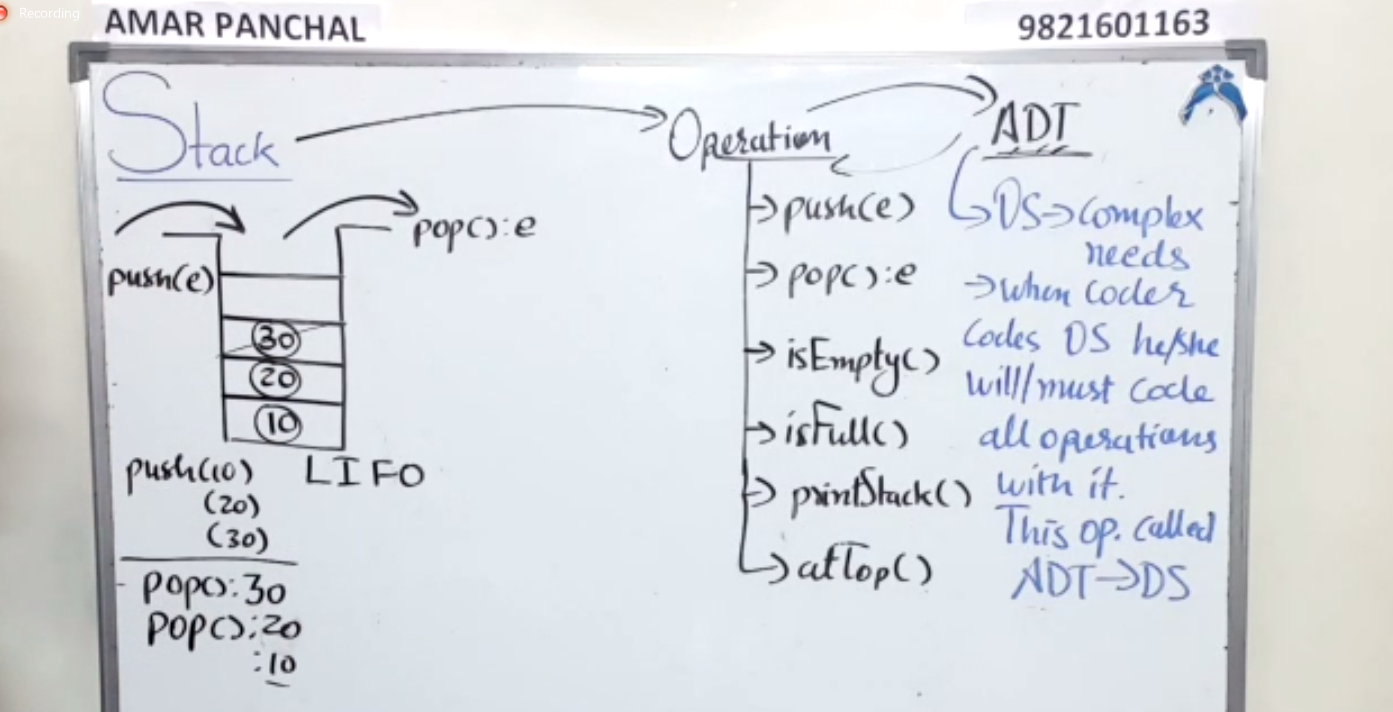 Recording
AMAR PANCHAL
9821601163
Stack
Operation
ADT
push(e)
pop():e
30
20
10
LIFO
push(10)
(20)
(30)
pop():30
pop():20
:10
push(e)
pop():e
isEmpty()
isFull()
printStack()
atTop()
DS→complex
needs
→when coder
codes DS he/she
will/must code
all operations
with it.
This op. called
ADT→DS